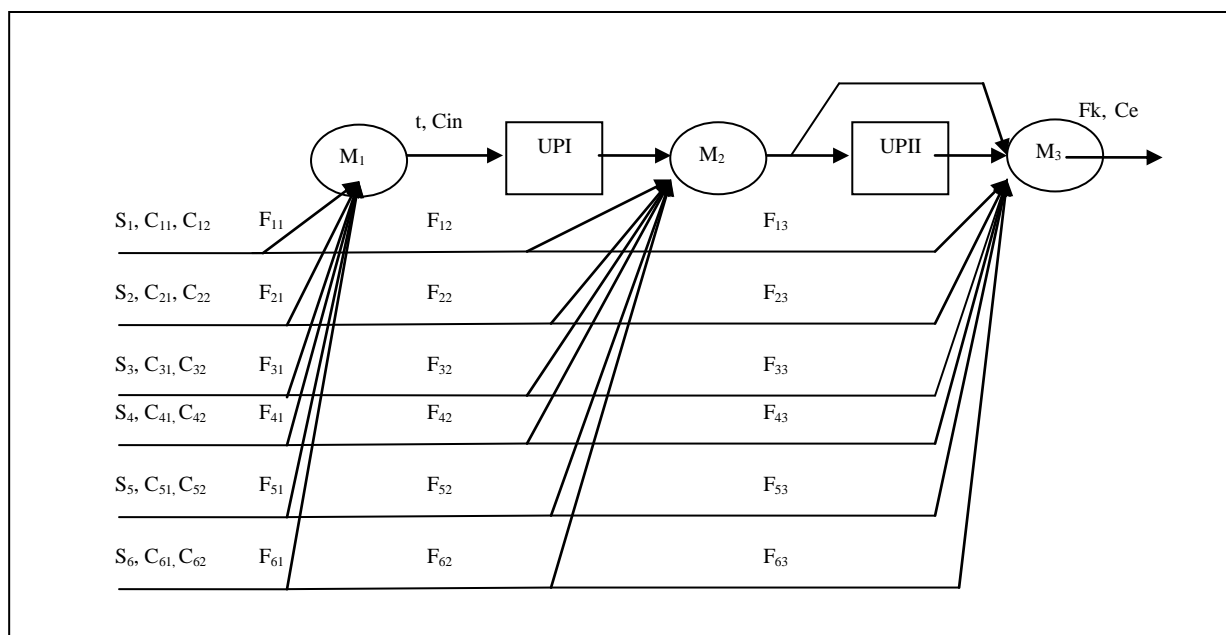 Fk, Ce
t, Cin
M₁ UPI M₂ UPII M₃
S₁, C₁₁, C₁₂ F₁₁ F₁₂ F₁₃
S₂, C₂₁, C₂₂ F₂₁ F₂₂ F₂₃
S₃, C₃₁, C₃₂ F₃₁ F₃₂ F₃₃
S₄, C₄₁, C₄₂ F₄₁ F₄₂ F₄₃
S₅, C₅₁, C₅₂ F₅₁ F₅₂ F₅₃
S₆, C₆₁, C₆₂ F₆₁ F₆₂ F₆₃